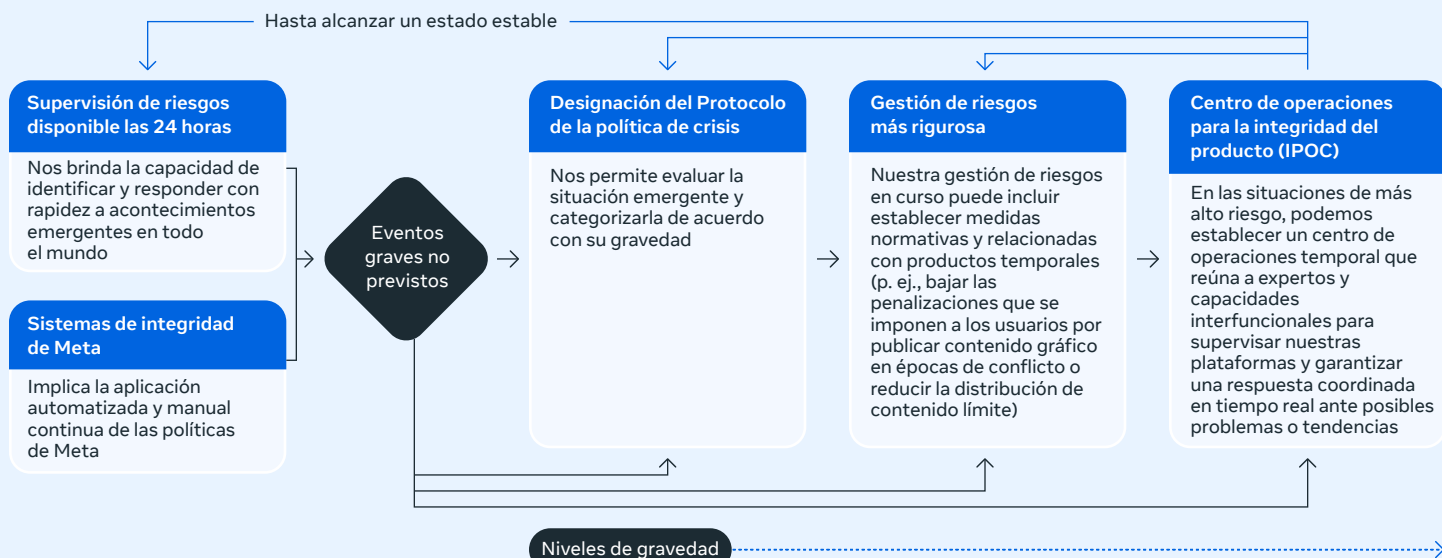 Hasta alcanzar un estado estable
Supervisión de riesgos
disponible las 24 horas
Nos brinda la capacidad de
identificar y responder con
rapidez a acontecimientos
emergentes en todo
el mundo
Sistemas de integridad
de Meta
Implica la aplicación
automatizada y manual
continua de las políticas
de Meta
Eventos
graves no
previstos
Designación del Protocolo
de la política de crisis
Nos permite evaluar la
situación emergente y
categorizarla de acuerdo
con su gravedad
Gestión de riesgos
más rigurosa
Nuestra gestión de riesgos
en curso puede incluir
establecer medidas
normativas y relacionadas
con productos temporales
(p. ej., bajar las
penalizaciones que se
imponen a los usuarios por
publicar contenido gráfico
en épocas de conflicto o
reducir la distribución de
contenido límite)
Centro de operaciones
para la integridad del
producto (IPOC)
En las situaciones de más
alto riesgo, podemos
establecer un centro de
operaciones temporal que
reúna a expertos y
capacidades
interfuncionales para
supervisar nuestras
plataformas y garantizar
una respuesta coordinada
en tiempo real ante posibles
problemas o tendencias
Niveles de gravedad